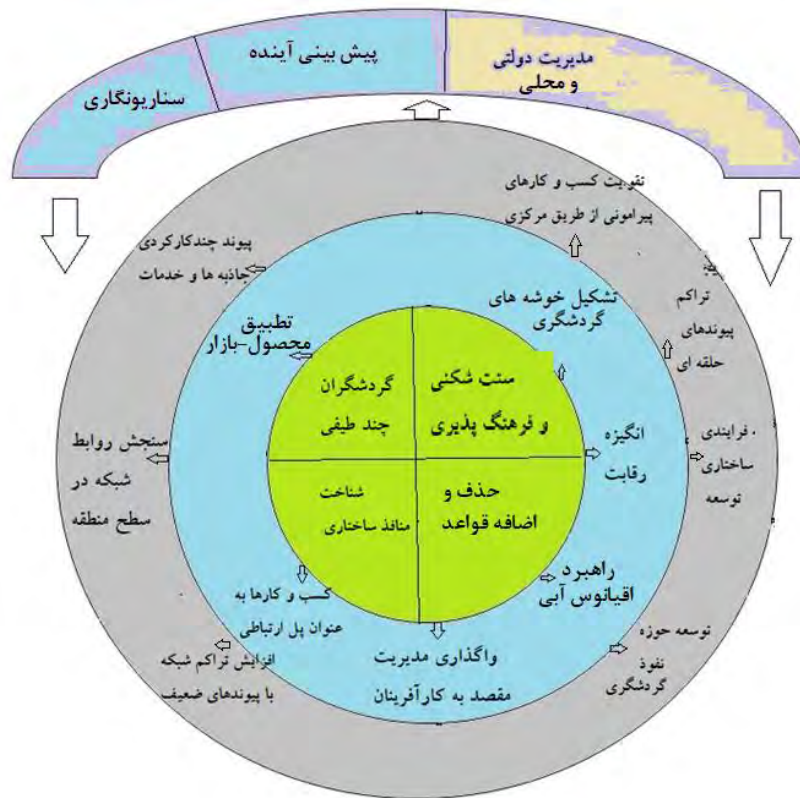 مدیریت دولتی
و محلی
پیش بینی آینده
سناریونگاری
تقویت کسب و کارهای
پیرامونی از طریق مرکزی
پیوند چندکارکردی
جاذبه ها و خدمات
تراکم
پیوندهای
حلقه ای
تشکیل خوشه های
گردشگری
تطبیق
محصول-بازار
سنت شکنی
و فرهنگ پذیری
گردشگران
چند طیفی
انگیزه
رقابت
فرایندی
ساختاری
توسعه
سنجش روابط
شبکه در
سطح منطقه
حذف و
اضافه قواعد
شناخت
منافذ ساختاری
راهبرد
اقیانوس آبی
کسب و کارها به
عنوان پل ارتباطی
توسعه حوزه
نفوذ
گردشگری
واگذاری مدیریت
مقصد به کارآفرینان
افزایش تراکم شبکه
با پیوندهای ضعیف